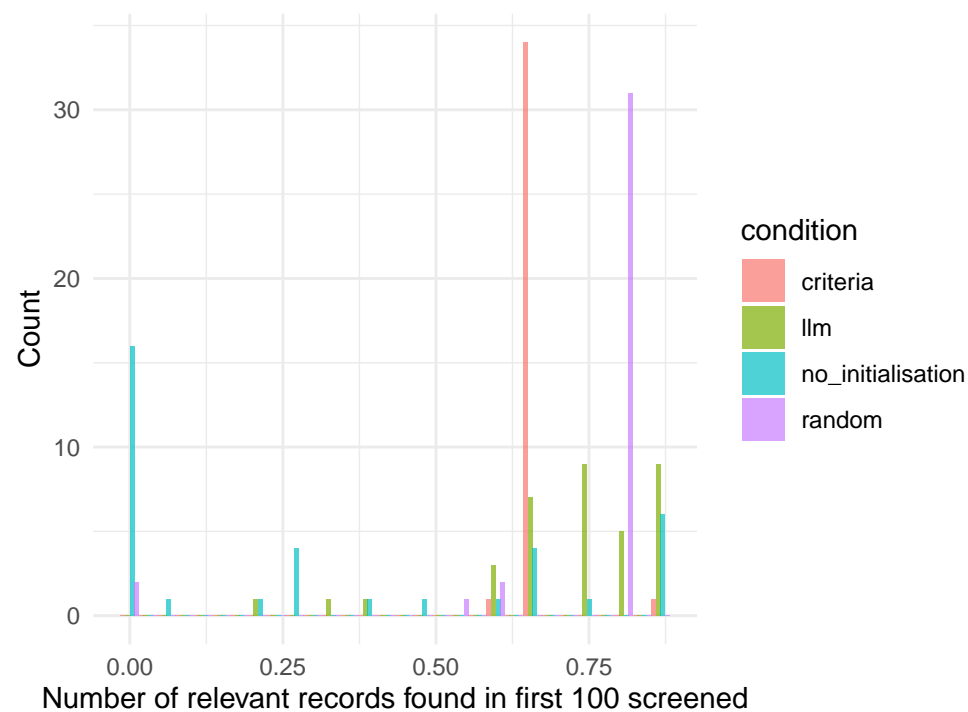 30
20
10
0
Count
0.00 0.25 0.50 0.75
Number of relevant records found in first 100 screened
condition
criteria
llm
no_initialisation
random